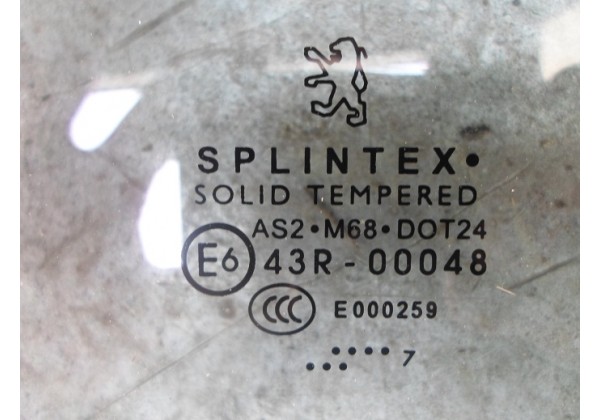 SPLINTEX•
SOLID TEMPERED
AS2•M68•DOT24
E6 43R-00048
CCC E000259
..:•••• 7